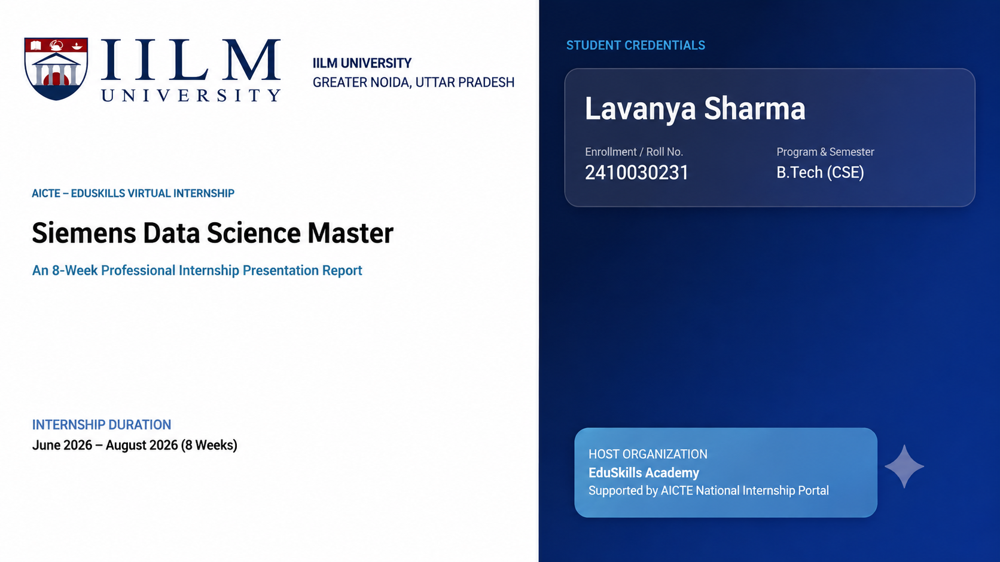 IILM
UNIVERSITY
IILM UNIVERSITY
GREATER NOIDA, UTTAR PRADESH
AICTE – EDUSKILLS VIRTUAL INTERNSHIP
Siemens Data Science Master
An 8-Week Professional Internship Presentation Report
INTERNSHIP DURATION
June 2026 – August 2026 (8 Weeks)
STUDENT CREDENTIALS
Lavanya Sharma
Enrollment / Roll No.
2410030231
Program & Semester
B.Tech (CSE)
HOST ORGANIZATION
EduSkills Academy
Supported by AICTE National Internship Portal